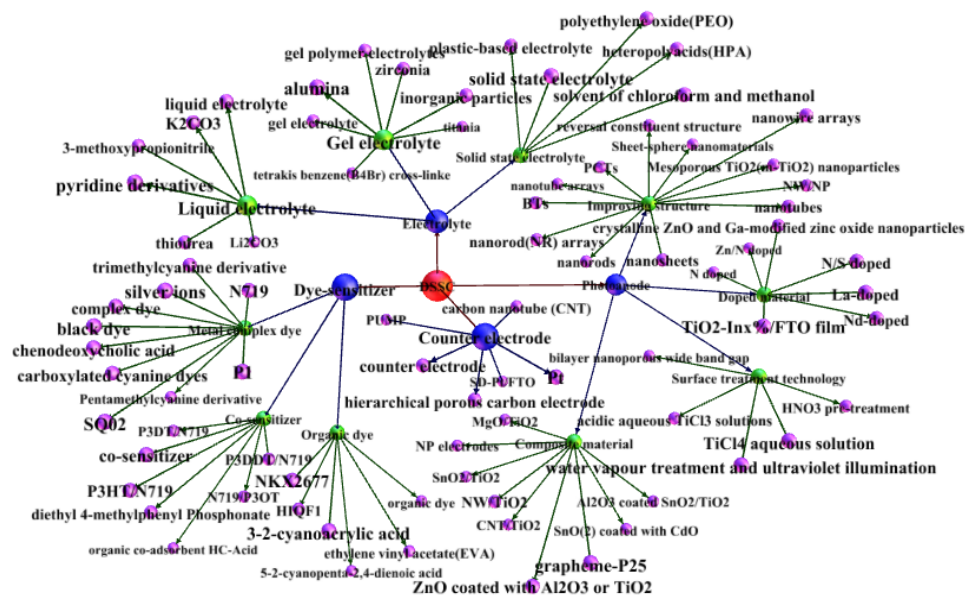 polyethylene oxide(PEO)
gel polymer-electrolytes
plastic-based electrolyte
heteropolyacids(HPA)
zirconia
solid state electrolyte
alumina
inorganic particles
solvent of chloroform and methanol
liquid electrolyte
K2CO3
gel electrolyte
titania
reversal constituent structure
nanowire arrays
Gel electrolyte
Sheet-sphere nanomaterials
3-methoxypropionitrile
Solid state electrolyte
Mesoporous TiO2(m-TiO2) nanoparticles
PCTs
tetrakis benzene(B4Br) cross-linke
pyridine derivatives
nanotube arrays
NW/NP
BTs
Improving structure
nanotubes
Liquid electrolyte
Electrolyte
crystalline ZnO and Ga-modified zinc oxide nanoparticles
thiourea
Li2CO3
nanorod(NR) arrays
Zn/N doped
nanorods
nanosheets
N/S doped
trimethylcyanine derivative
N doped
silver ions
N719
Dye-sensitizer
DSSC
Photoanode
Doped material
La-doped
complex dye
carbon nanotube (CNT)
PUMP
Nd-doped
black dye
Metal complex dye
TiO2-Inx%/FTO film
Counter electrode
chenodeoxycholic acid
bilayer nanoporous wide band gap
counter electrode
carboxylated cyanine dyes
P1
SD-P1/FTO
Pt
Surface treatment technology
Pentamethylcyanine derivative
hierarchical porous carbon electrode
HNO3 pre-treatment
SQ02
Co-sensitizer
MgO/TiO2
acidic aqueous TiCl3 solutions
P3DT/N719
Organic dye
NP electrodes
Composite material
TiCl4 aqueous solution
co-sensitizer
P3DDT/N719
water vapour treatment and ultraviolet illumination
NKX2677
SnO2/TiO2
P3HT/N719
N719/P3OT
organic dye
NW/TiO2
Al2O3 coated SnO2/TiO2
diethyl 4-methylphenyl Phosphonate
HIQF1
CNT/TiO2
SnO(2) coated with CdO
3-2-cyanoacrylic acid
organic co-adsorbent HC-Acid
ethylene vinyl acetate(EVA)
grapheme-P25
5-2-cyanopenta-2,4-dienoic acid
ZnO coated with Al2O3 or TiO2